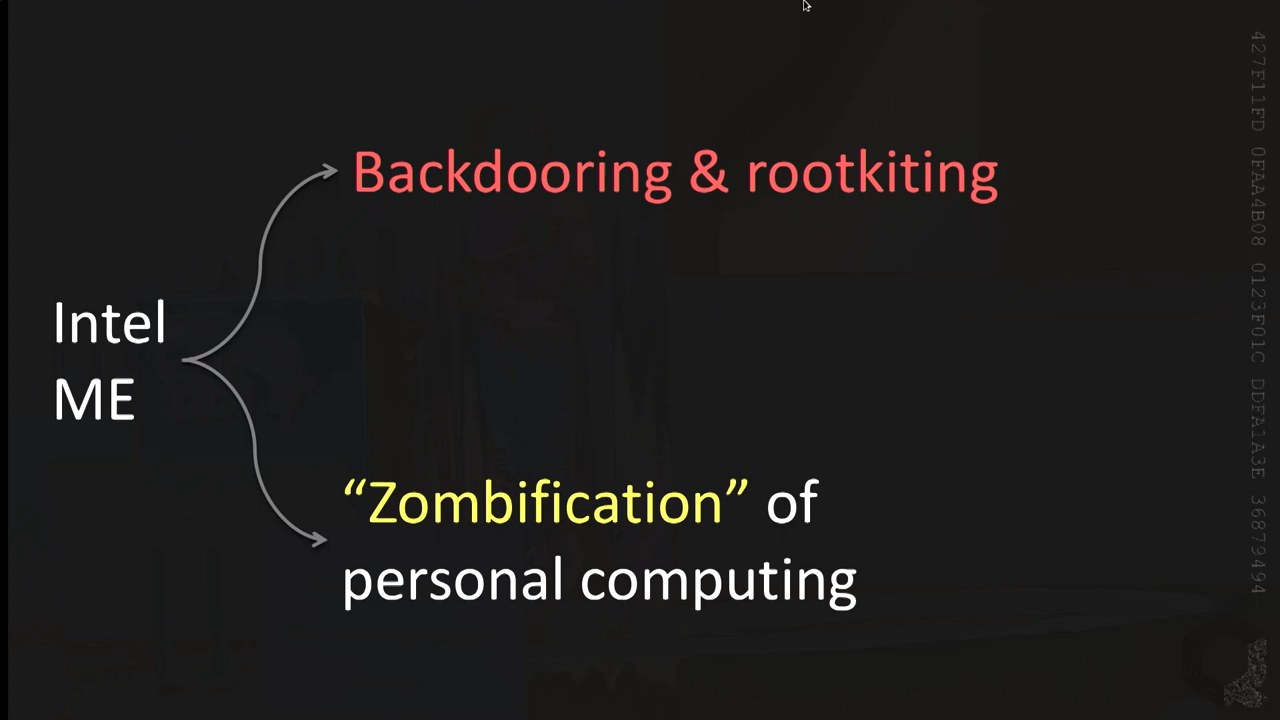 Backdooring & rootkiting
Intel
ME
“Zombification” of
personal computing
427F11FD 0FAA4B08 0123F01C DDFA1A3E 36879494